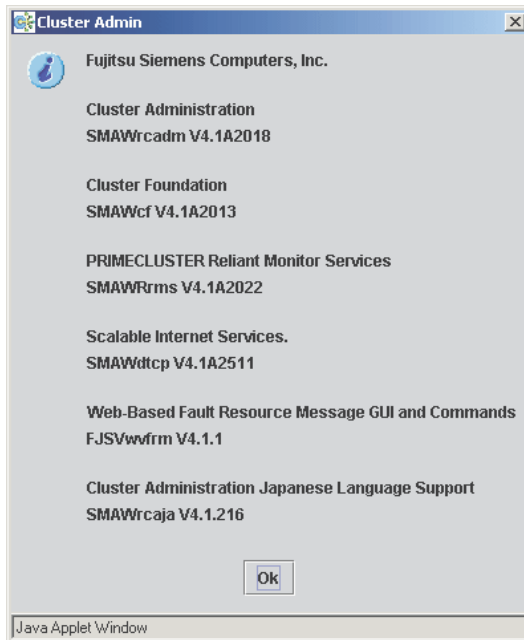 Cluster Admin
Fujitsu Siemens Computers, Inc.
Cluster Administration
SMAWrcadm V4.1A2018
Cluster Foundation
SMAWcf V4.1A2013
PRIMECLUSTER Reliant Monitor Services
SMAWRrms V4.1A2022
Scalable Internet Services.
SMAWdtcp V4.1A2511
Web-Based Fault Resource Message GUI and Commands
FJSVwvfrm V4.1.1
Cluster Administration Japanese Language Support
SMAWrcaja V4.1.216
Ok
Java Applet Window